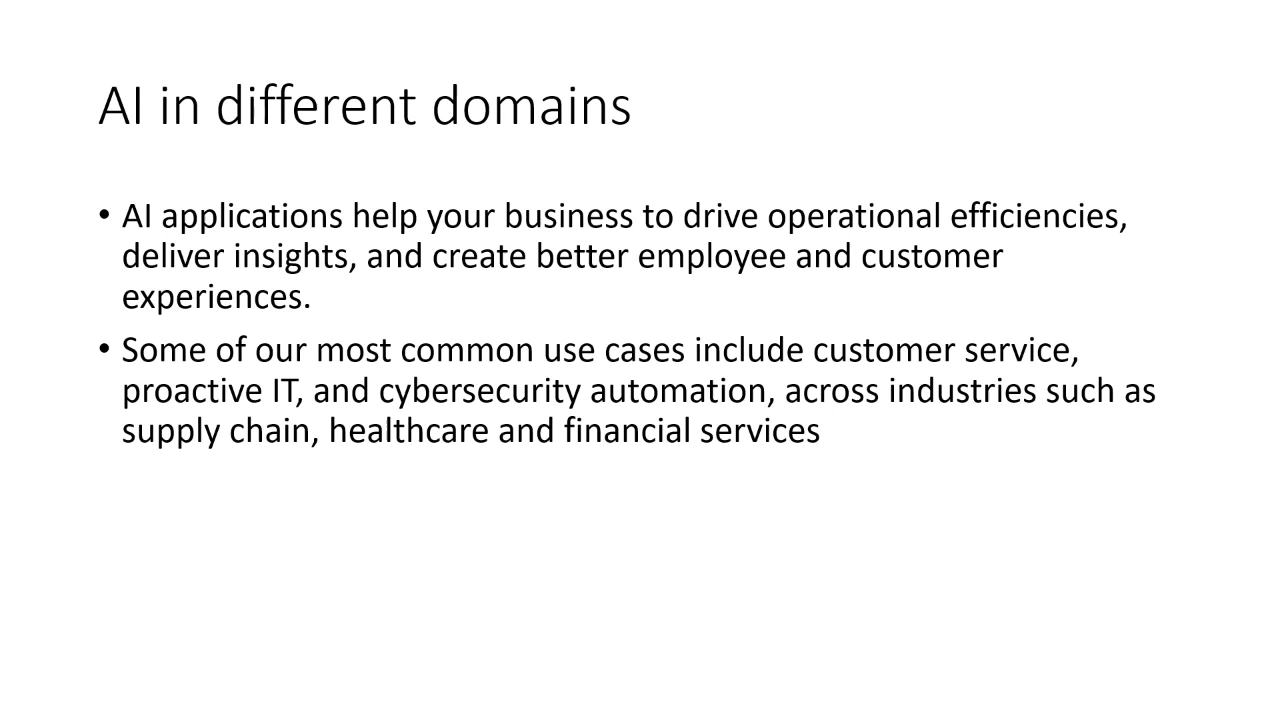 AI in different domains
• AI applications help your business to drive operational efficiencies,
deliver insights, and create better employee and customer
experiences.
• Some of our most common use cases include customer service,
proactive IT, and cybersecurity automation, across industries such as
supply chain, healthcare and financial services